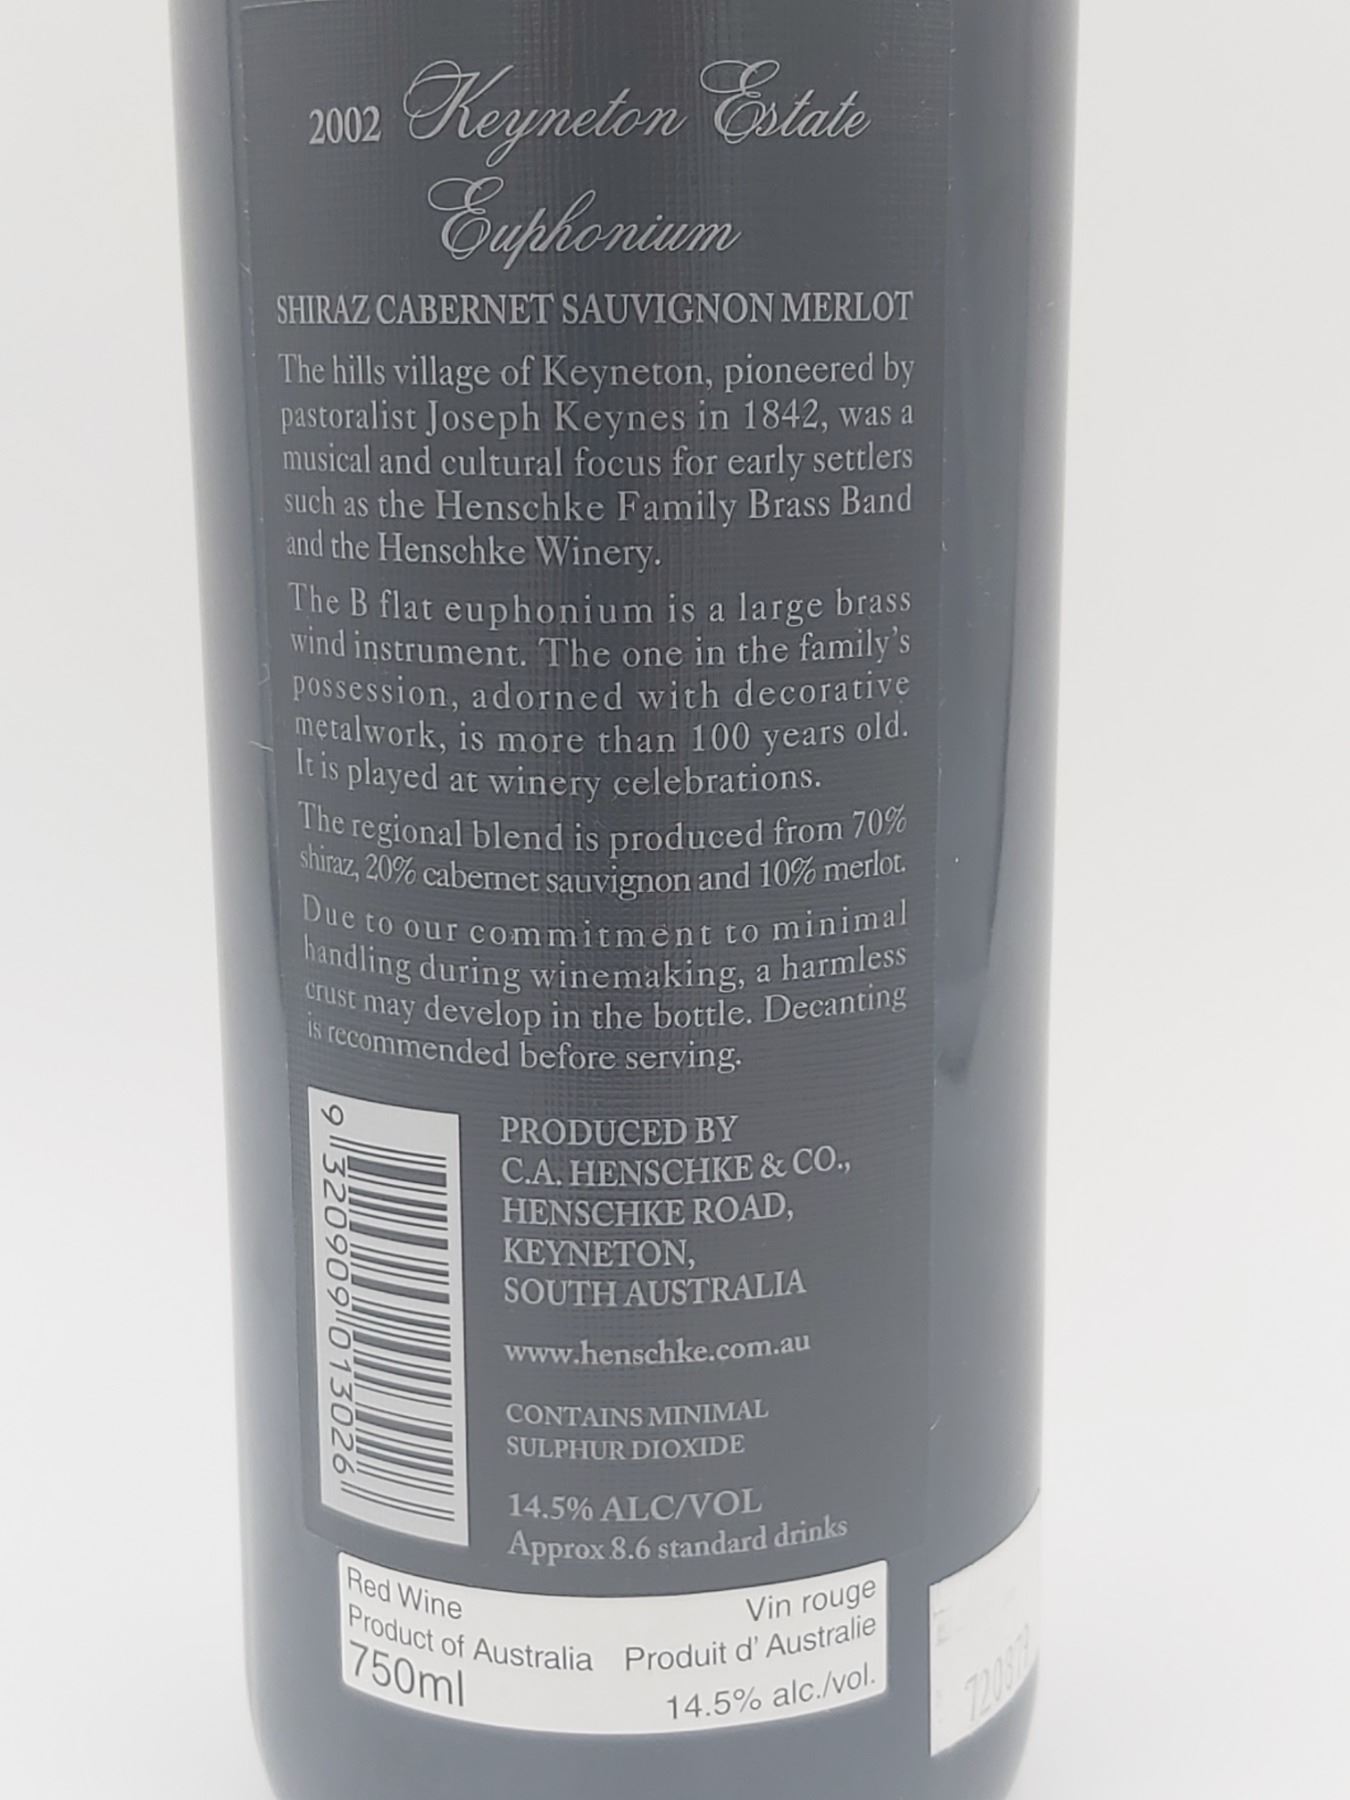 2002 Keyneton Estate
Euphonium
SHIRAZ CABERNET SAUVIGNON MERLOT
The hills village of Keyneton, pioneered by
pastoralist Joseph Keynes in 1842, was a
musical and cultural focus for early settlers
such as the Henschke Family Brass Band
and the Henschke Winery.
The B flat euphonium is a large brass
wind instrument. The one in the family's
possession, adorned with decorative
metalwork, is more than 100 years old.
It is played at winery celebrations.
The regional blend is produced from 70%
shiraz, 20% cabernet sauvignon and 10% merlot.
Due to our commitment to minimal
handling during winemaking, a harmless
crust may develop in the bottle. Decanting
is recommended before serving.
9 320909 013026
PRODUCED BY
C.A. HENSCHKE & CO.,
HENSCHKE ROAD,
KEYNETON,
SOUTH AUSTRALIA
www.henschke.com.au
CONTAINS MINIMAL
SULPHUR DIOXIDE
14.5% ALC/VOL
Approx 8.6 standard drinks
Red Wine
Product of Australia
750ml
Vin rouge
Produit d' Australie
14.5% alc./vol.